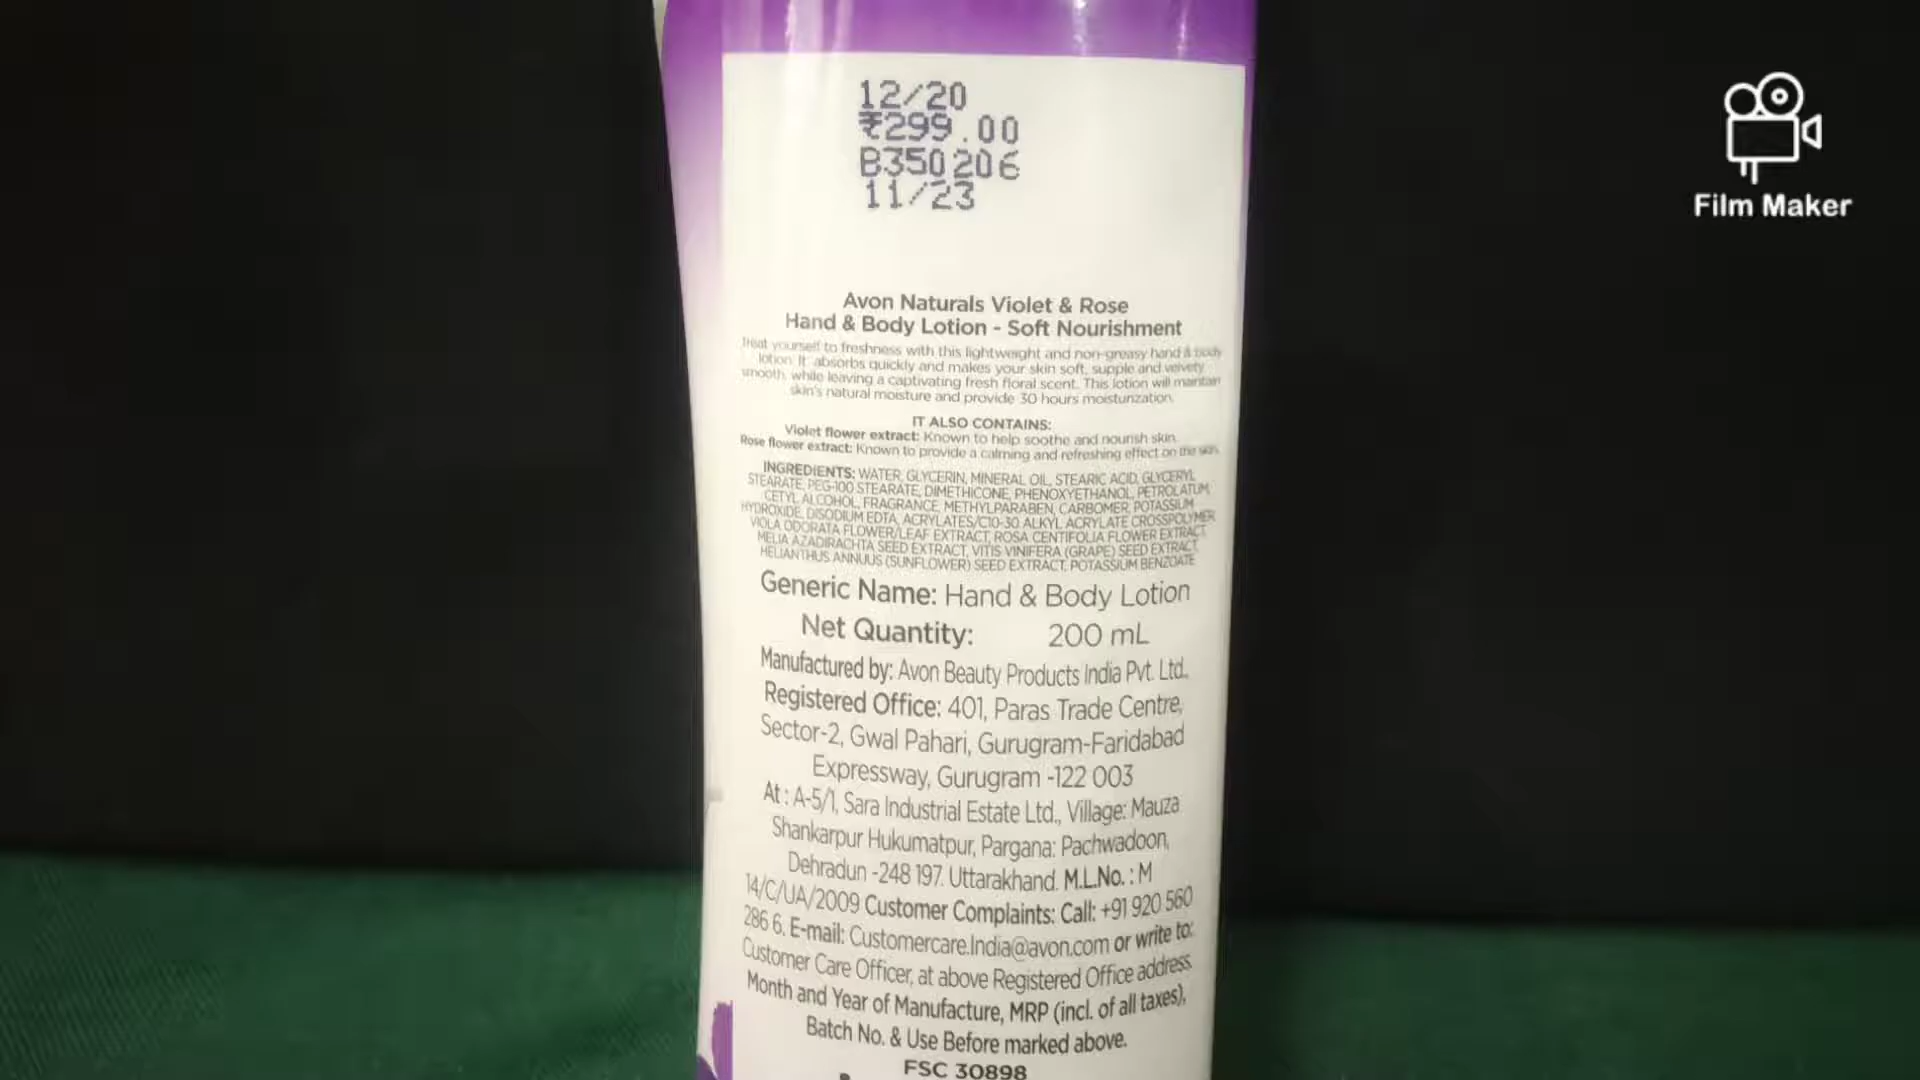 12/20
₹299.00
B350206
11/23
Film Maker
Avon Naturals Violet & Rose
Hand & Body Lotion - Soft Nourishment
Treat yourself to freshness with this lightweight and non-greasy hand & body
lotion. It absorbs quickly and makes your skin soft, supple and velvety
smooth, while leaving a captivating fresh floral scent. This lotion will maintain
skin's natural moisture and provide 30 hours moisturization.
IT ALSO CONTAINS:
Violet flower extract: Known to help soothe and nourish skin.
Rose flower extract: Known to provide a calming and refreshing effect on the skin.
INGREDIENTS: WATER, GLYCERIN, MINERAL OIL, STEARIC ACID, GLYCERYL
STEARATE, PEG-100 STEARATE, DIMETHICONE, PHENOXYETHANOL, PETROLATUM,
CETYL ALCOHOL, FRAGRANCE, METHYLPARABEN, CARBOMER, POTASSIUM
HYDROXIDE, DISODIUM EDTA, ACRYLATES/C10-30 ALKYL ACRYLATE CROSSPOLYMER,
VIOLA ODORATA FLOWER/LEAF EXTRACT, ROSA CENTIFOLIA FLOWER EXTRACT,
MELIA AZADIRACHTA SEED EXTRACT, VITIS VINIFERA (GRAPE) SEED EXTRACT,
HELIANTHUS ANNUUS (SUNFLOWER) SEED EXTRACT, POTASSIUM BENZOATE
Generic Name: Hand & Body Lotion
Net Quantity: 200 mL
Manufactured by: Avon Beauty Products India Pvt. Ltd.,
Registered Office: 401, Paras Trade Centre,
Sector-2, Gwal Pahari, Gurugram-Faridabad
Expressway, Gurugram -122 003
At : A-5/1, Sara Industrial Estate Ltd., Village: Mauza
Shankarpur Hukumatpur, Pargana: Pachwadoon,
Dehradun -248 197. Uttarakhand. M.L.No. : M
14/C/UA/2009 Customer Complaints: Call: +91 920 560
286 6. E-mail: Customercare.India@avon.com or write to:
Customer Care Officer, at above Registered Office address.
Month and Year of Manufacture, MRP (incl. of all taxes),
Batch No. & Use Before marked above.
FSC 30898